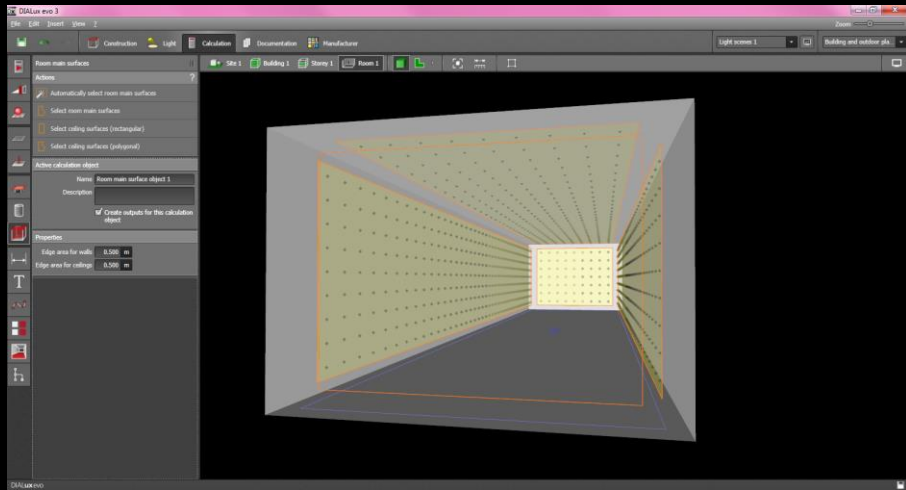 DIALux evo 3
File Edit Insert View ?
Zoom
Construction Light Calculation Documentation Manufacturer
Light scenes 1
Building and outdoor pla...
Room main surfaces
Site 1 Building 1 Storey 1 Room 1
Actions ?
Automatically select room main surfaces
Select room main surfaces
Select ceiling surfaces (rectangular)
Select ceiling surfaces (polygonal)
Active calculation object
Name Room main surface object 1
Description
Create outputs for this calculation
object
Properties
Edge area for walls 0.500 m
Edge area for ceilings 0.500 m
T
DIALux evo